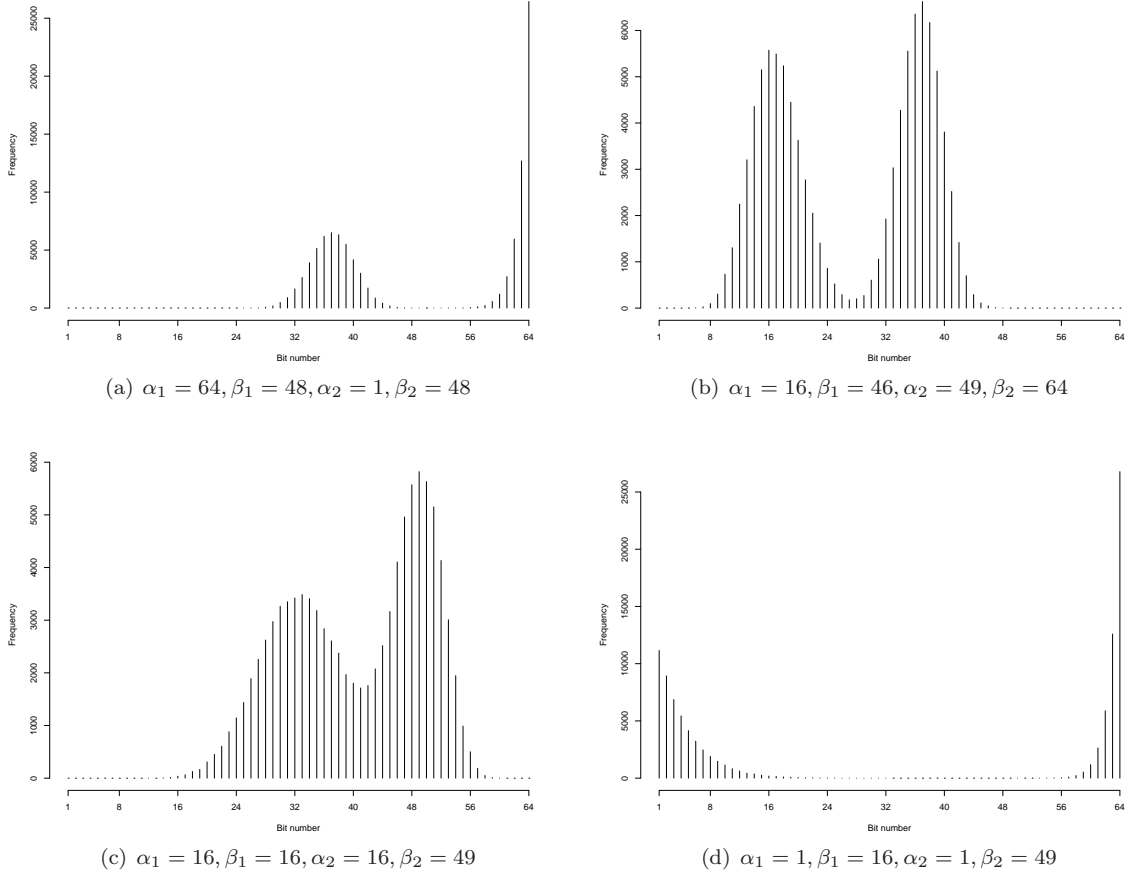 25000
20000
15000
10000
5000
0
Frequency
1 8 16 24 32 40 48 56 64
Bit number
(a) α₁ = 64, β₁ = 48, α₂ = 1, β₂ = 48
6000
5000
4000
3000
2000
1000
0
Frequency
1 8 16 24 32 40 48 56 64
Bit number
(b) α₁ = 16, β₁ = 46, α₂ = 49, β₂ = 64
6000
5000
4000
3000
2000
1000
0
Frequency
1 8 16 24 32 40 48 56 64
Bit number
(c) α₁ = 16, β₁ = 16, α₂ = 16, β₂ = 49
25000
20000
15000
10000
5000
0
Frequency
1 8 16 24 32 40 48 56 64
Bit number
(d) α₁ = 1, β₁ = 16, α₂ = 1, β₂ = 49